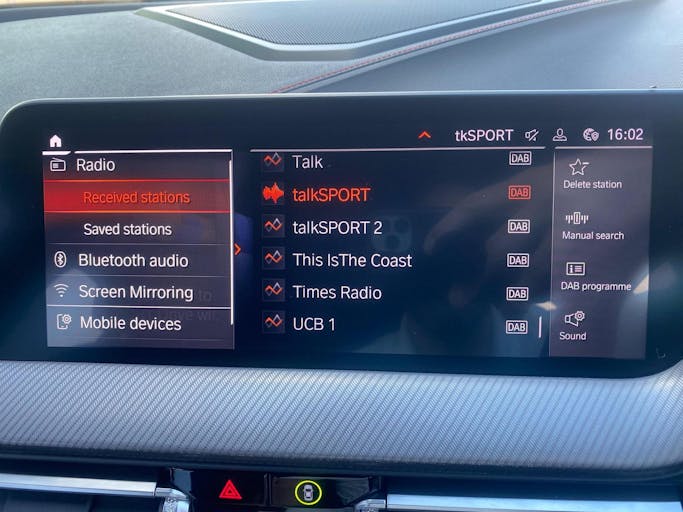 tkSPORT 16:02
Radio
Received stations
Saved stations
Bluetooth audio
Screen Mirroring
Mobile devices
Talk DAB
talkSPORT DAB
talkSPORT 2 DAB
This IsThe Coast DAB
Times Radio DAB
UCB 1 DAB
Delete station
Manual search
DAB programme
Sound